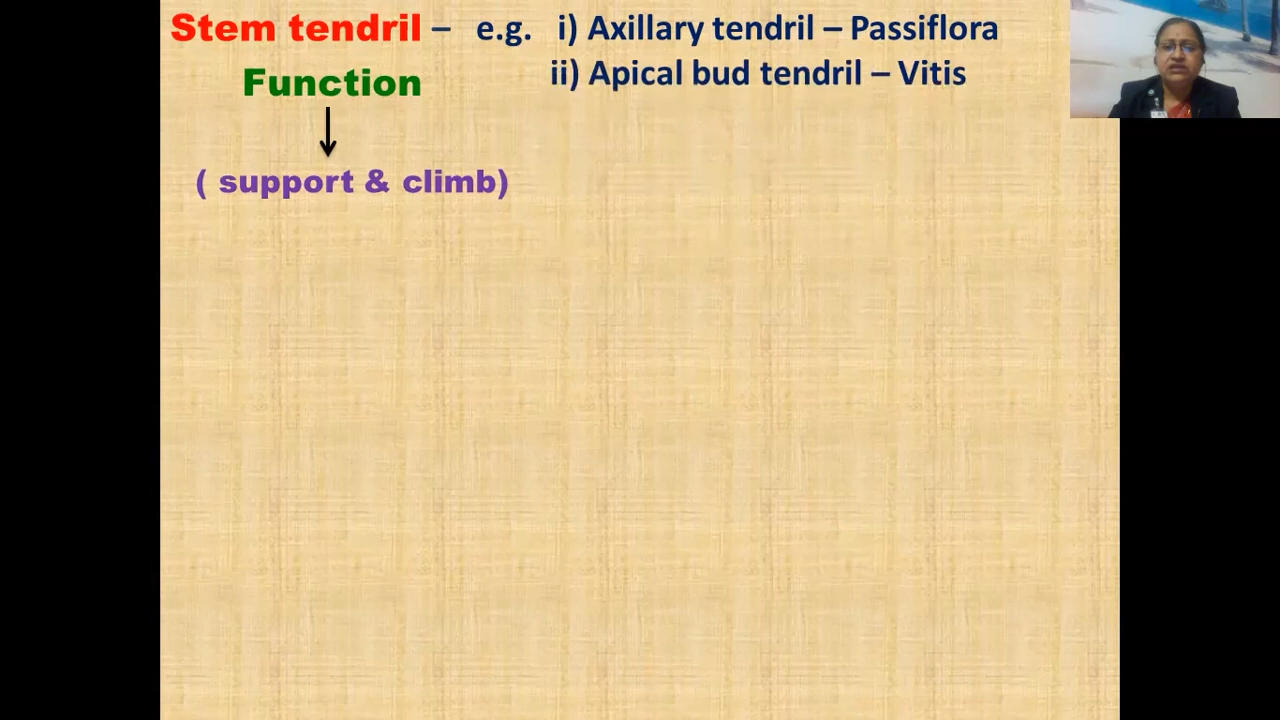 Stem tendril – e.g. i) Axillary tendril – Passiflora
Function ii) Apical bud tendril – Vitis
( support & climb)